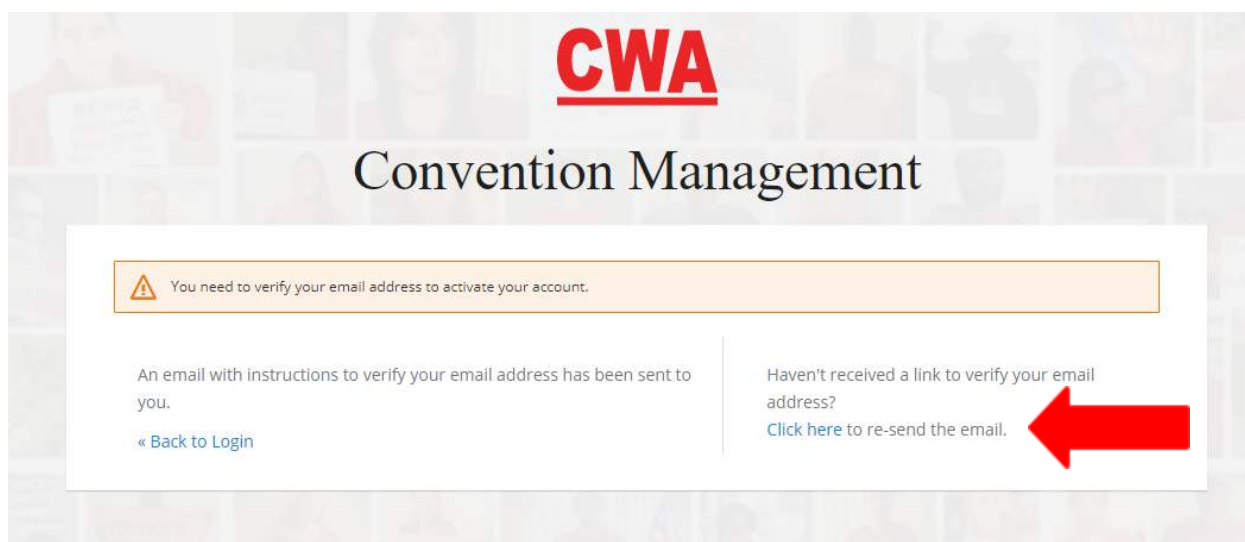 CWA
Convention Management
You need to verify your email address to activate your account.
An email with instructions to verify your email address has been sent to
you.
« Back to Login
Haven't received a link to verify your email
address?
Click here to re-send the email.